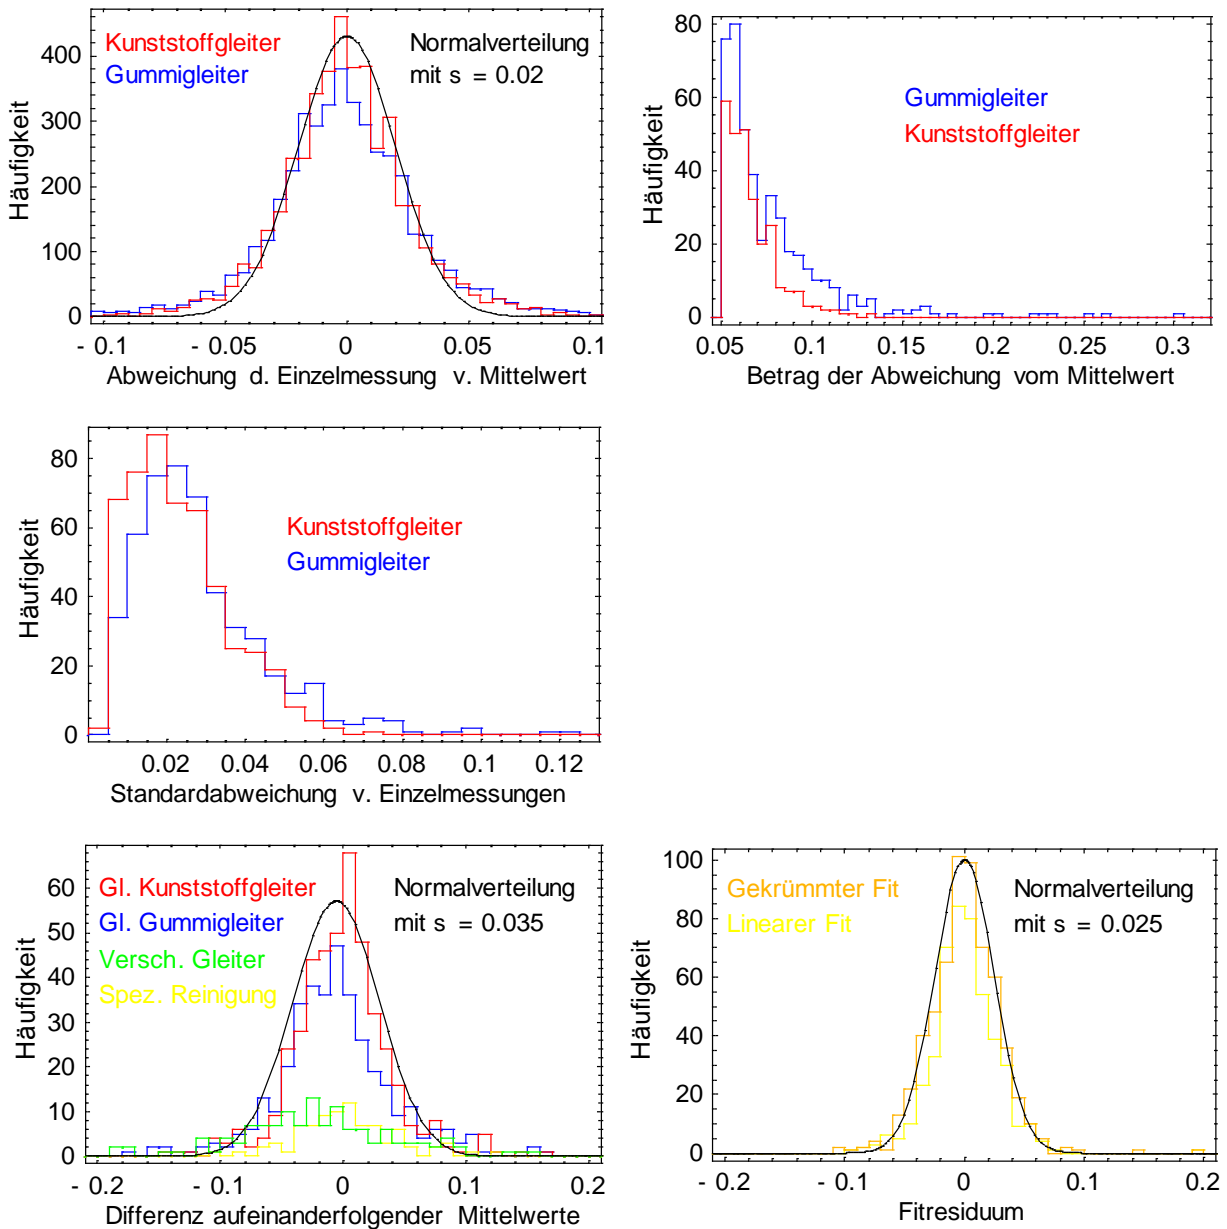 Kunststoffgleiter
Gummigleiter
Normalverteilung
mit s = 0.02
Häufigkeit
400
300
200
100
0
- 0.1
- 0.05
0
0.05
0.1
Abweichung d. Einzelmessung v. Mittelwert
Gummigleiter
Kunststoffgleiter
Häufigkeit
80
60
40
20
0
0.05
0.1
0.15
0.2
0.25
0.3
Betrag der Abweichung vom Mittelwert
Kunststoffgleiter
Gummigleiter
Häufigkeit
80
60
40
20
0
0.02
0.04
0.06
0.08
0.1
0.12
Standardabweichung v. Einzelmessungen
Gl. Kunststoffgleiter
Gl. Gummigleiter
Versch. Gleiter
Spez. Reinigung
Normalverteilung
mit s = 0.035
Häufigkeit
60
50
40
30
20
10
0
- 0.2
- 0.1
0
0.1
0.2
Differenz aufeinanderfolgender Mittelwerte
Gekrümmter Fit
Linearer Fit
Normalverteilung
mit s = 0.025
Häufigkeit
100
80
60
40
20
0
- 0.1
0
0.1
0.2
Fitresiduum